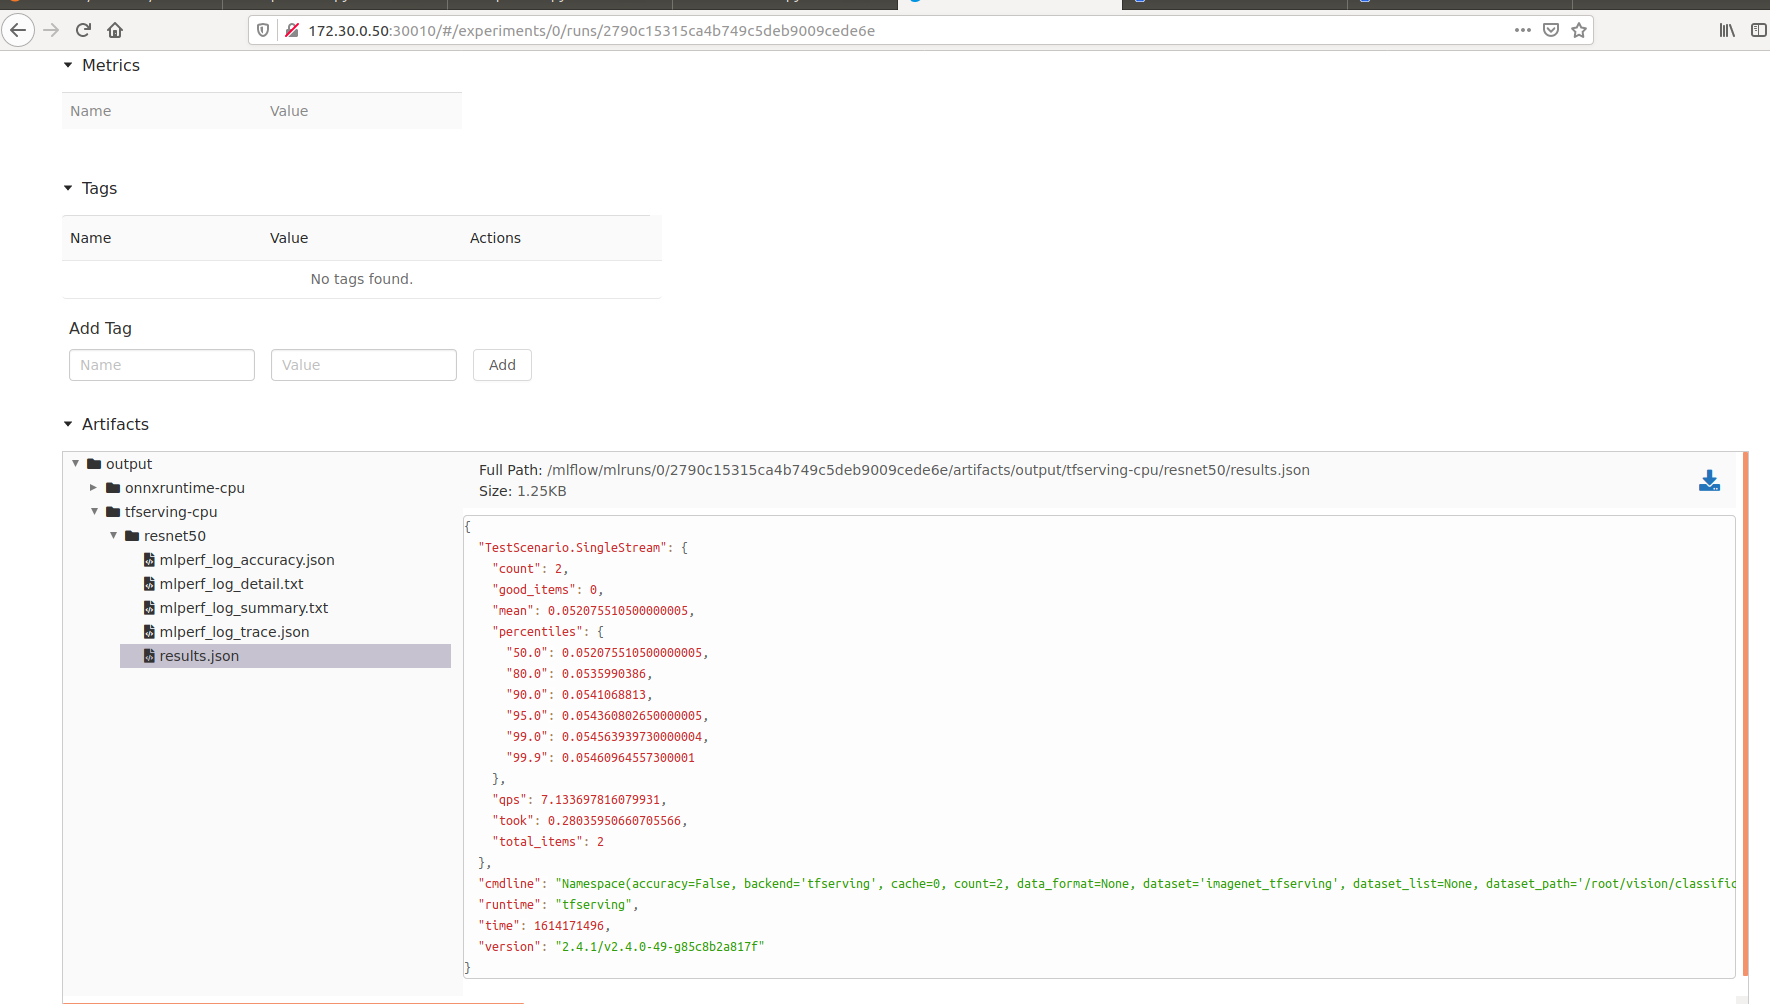 172.30.0.50:30010/#/experiments/0/runs/2790c15315ca4b749c5deb9009cede6e
Metrics
Name Value
Tags
Name Value Actions
No tags found.
Add Tag
Name Value Add
Artifacts
output
onnxruntime-cpu
tfserving-cpu
resnet50
mlperf_log_accuracy.json
mlperf_log_detail.txt
mlperf_log_summary.txt
mlperf_log_trace.json
results.json
Full Path: /mlflow/mlruns/0/2790c15315ca4b749c5deb9009cede6e/artifacts/output/tfserving-cpu/resnet50/results.json
Size: 1.25KB
{
"TestScenario.SingleStream": {
"count": 2,
"good_items": 0,
"mean": 0.052075510500000005,
"percentiles": {
"50.0": 0.052075510500000005,
"80.0": 0.0535990386,
"90.0": 0.0541068813,
"95.0": 0.054360802650000005,
"99.0": 0.054563939730000004,
"99.9": 0.05460964557300001
},
"qps": 7.133697816079931,
"took": 0.28035950660705566,
"total_items": 2
},
"cmdline": "Namespace(accuracy=False, backend='tfserving', cache=0, count=2, data_format=None, dataset='imagenet_tfserving', dataset_list=None, dataset_path='/root/vision/classific
"runtime": "tfserving",
"time": 1614171496,
"version": "2.4.1/v2.4.0-49-g85c8b2a817f"
}